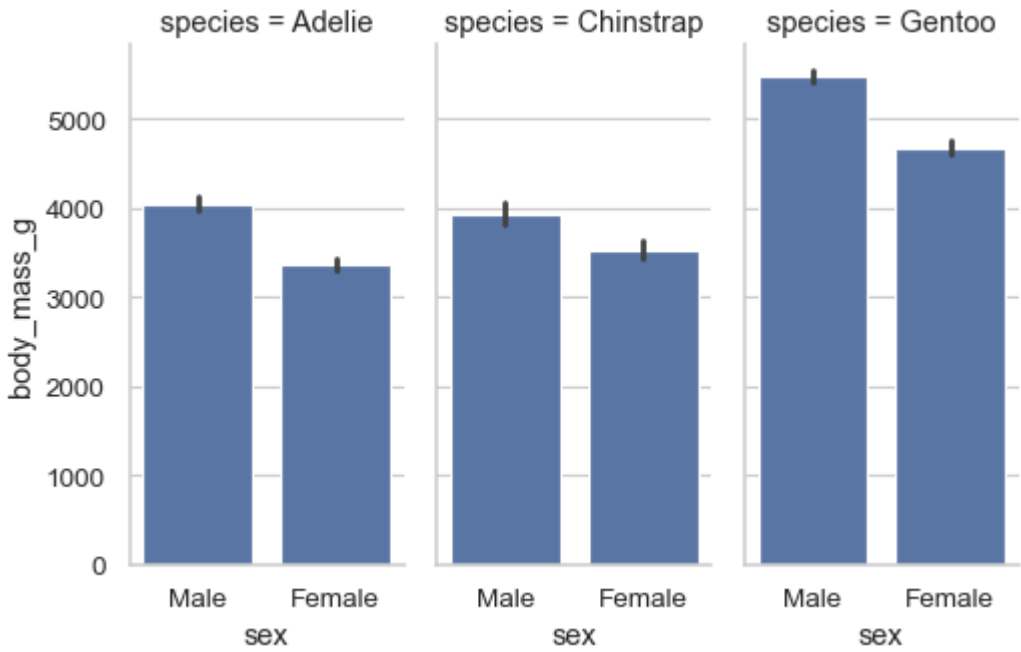 species = Adelie
species = Chinstrap
species = Gentoo
body_mass_g
5000
4000
3000
2000
1000
0
Male Female
Male Female
Male Female
sex
sex
sex